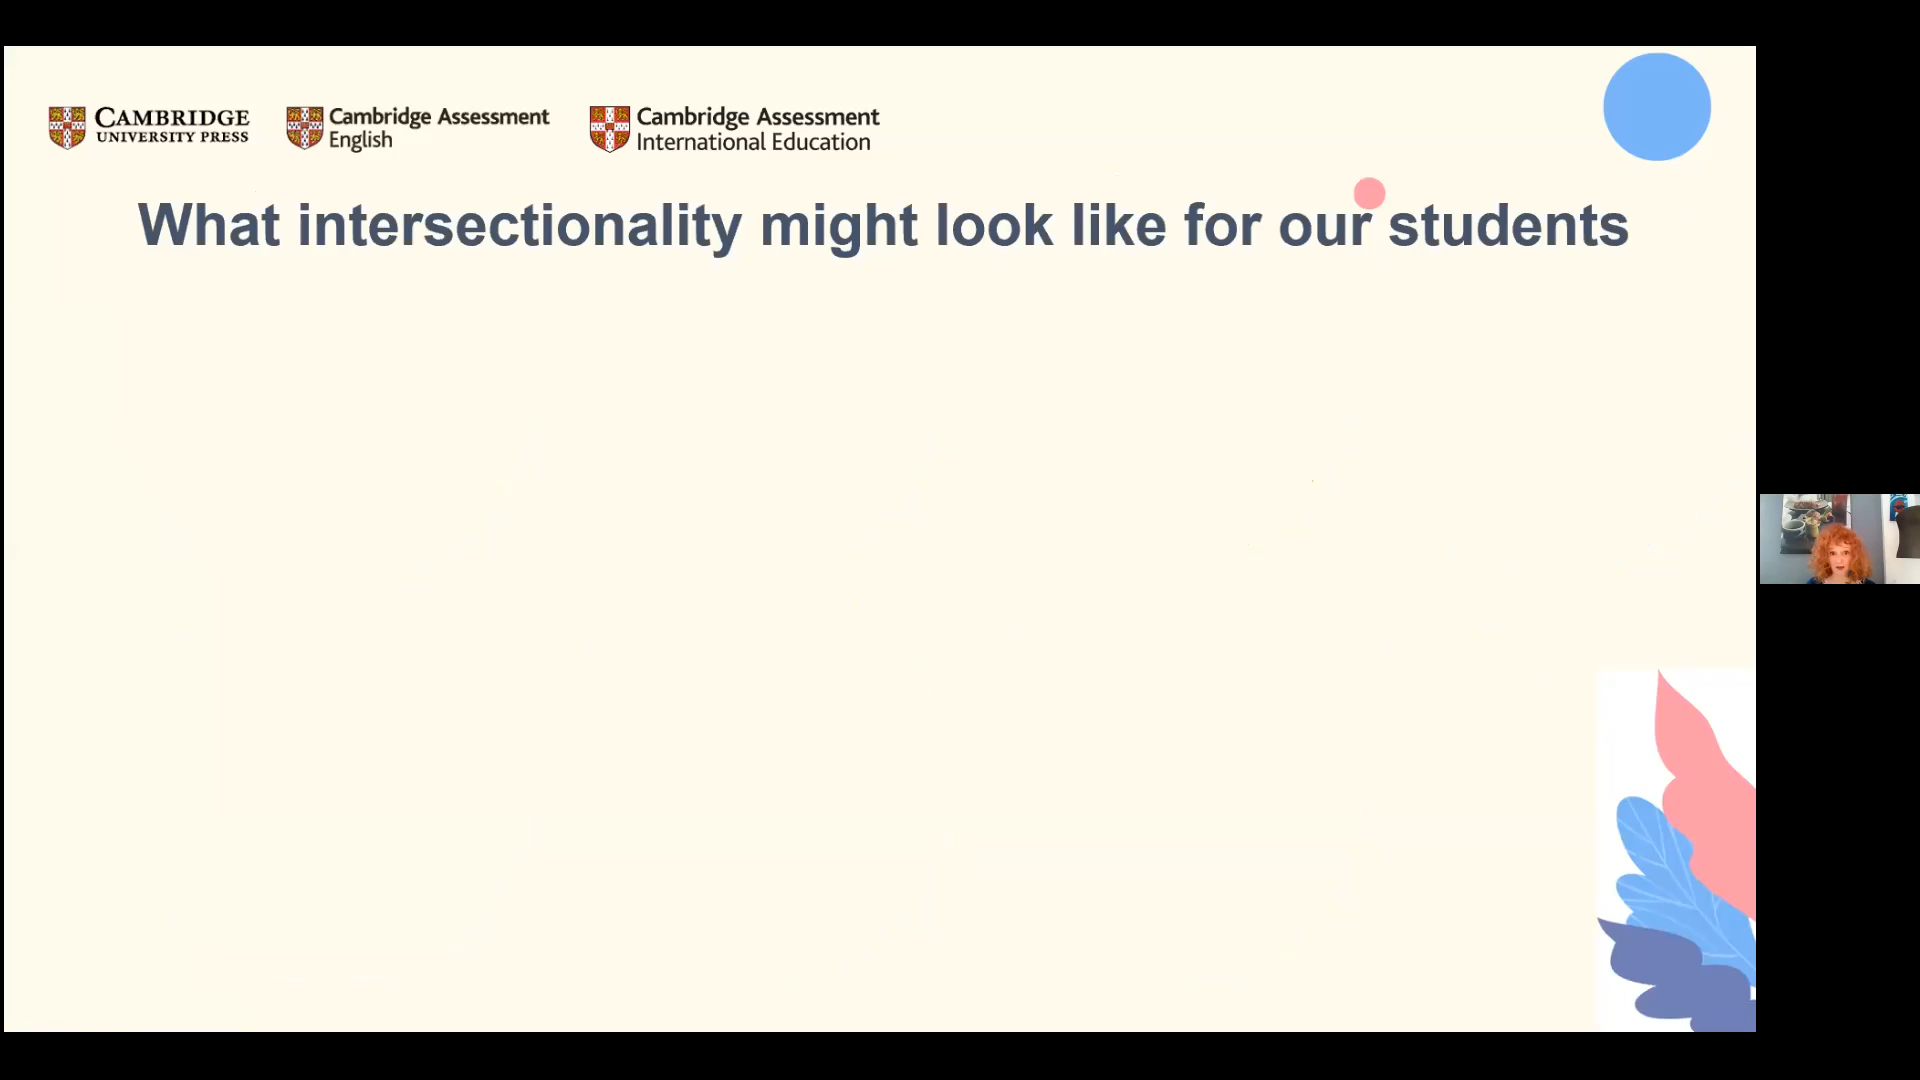 CAMBRIDGE
UNIVERSITY PRESS
Cambridge Assessment
English
Cambridge Assessment
International Education
What intersectionality might look like for our students